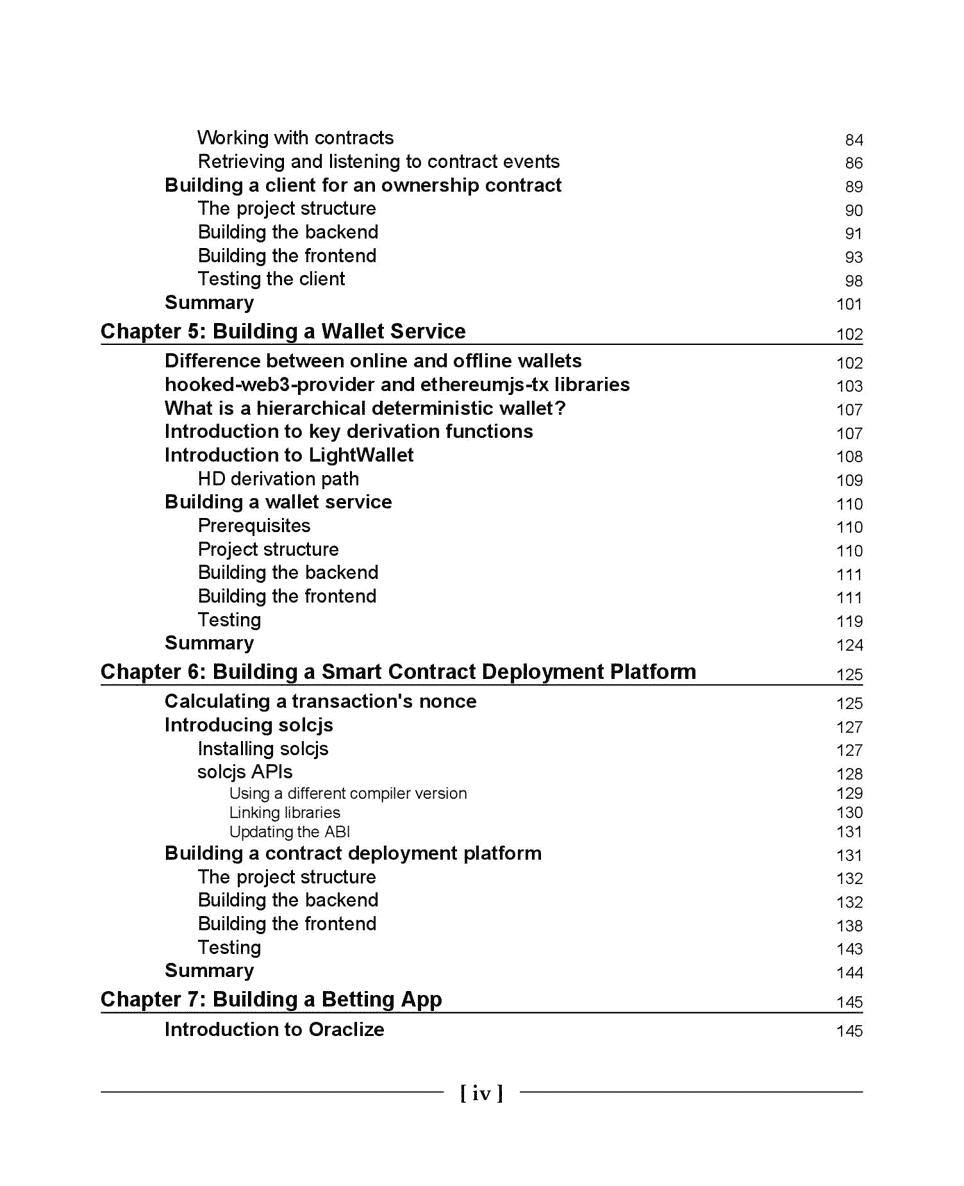 Working with contracts 84
Retrieving and listening to contract events 86
Building a client for an ownership contract 89
The project structure 90
Building the backend 91
Building the frontend 93
Testing the client 98
Summary 101
Chapter 5: Building a Wallet Service 102
Difference between online and offline wallets 102
hooked-web3-provider and ethereumjs-tx libraries 103
What is a hierarchical deterministic wallet? 107
Introduction to key derivation functions 107
Introduction to LightWallet 108
HD derivation path 109
Building a wallet service 110
Prerequisites 110
Project structure 110
Building the backend 111
Building the frontend 111
Testing 119
Summary 124
Chapter 6: Building a Smart Contract Deployment Platform 125
Calculating a transaction's nonce 125
Introducing solcjs 127
Installing solcjs 127
solcjs APIs 128
Using a different compiler version 129
Linking libraries 130
Updating the ABI 131
Building a contract deployment platform 131
The project structure 132
Building the backend 132
Building the frontend 138
Testing 143
Summary 144
Chapter 7: Building a Betting App 145
Introduction to Oraclize 145
[ iv ]